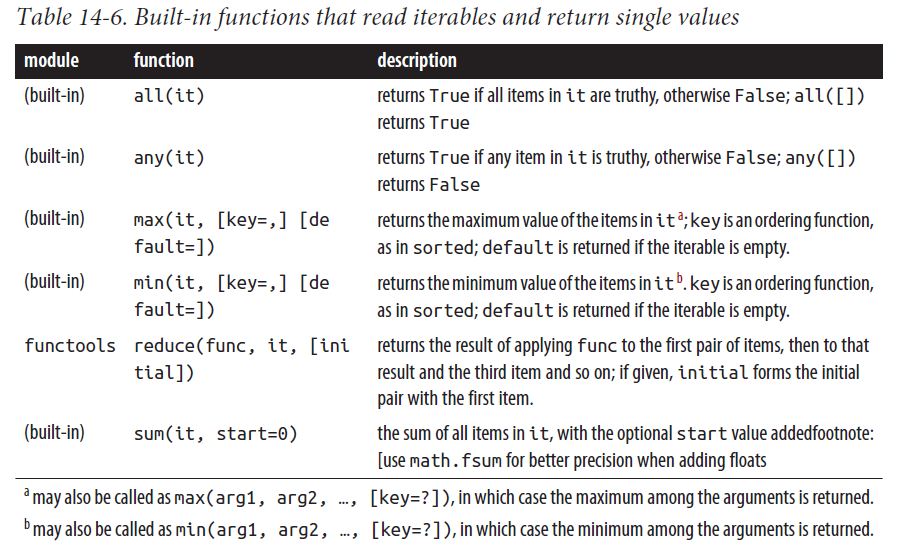 Table 14-6. Built-in functions that read iterables and return single values
module function description
(built-in) all(it) returns True if all items in it are truthy, otherwise False; all([])
returns True
(built-in) any(it) returns True if any item in it is truthy, otherwise False; any([])
returns False
(built-in) max(it, [key=,] [de returns the maximum value of the items in it a; key is an ordering function,
fault=]) as in sorted; default is returned if the iterable is empty.
(built-in) min(it, [key=,] [de returns the minimum value of the items in it b. key is an ordering function,
fault=]) as in sorted; default is returned if the iterable is empty.
functools reduce(func, it, [ini returns the result of applying func to the first pair of items, then to that
tial]) result and the third item and so on; if given, initial forms the initial
pair with the first item.
(built-in) sum(it, start=0) the sum of all items in it, with the optional start value addedfootnote:
[use math.fsum for better precision when adding floats
a may also be called as max(arg1, arg2, …, [key=?]), in which case the maximum among the arguments is returned.
b may also be called as min(arg1, arg2, …, [key=?]), in which case the minimum among the arguments is returned.